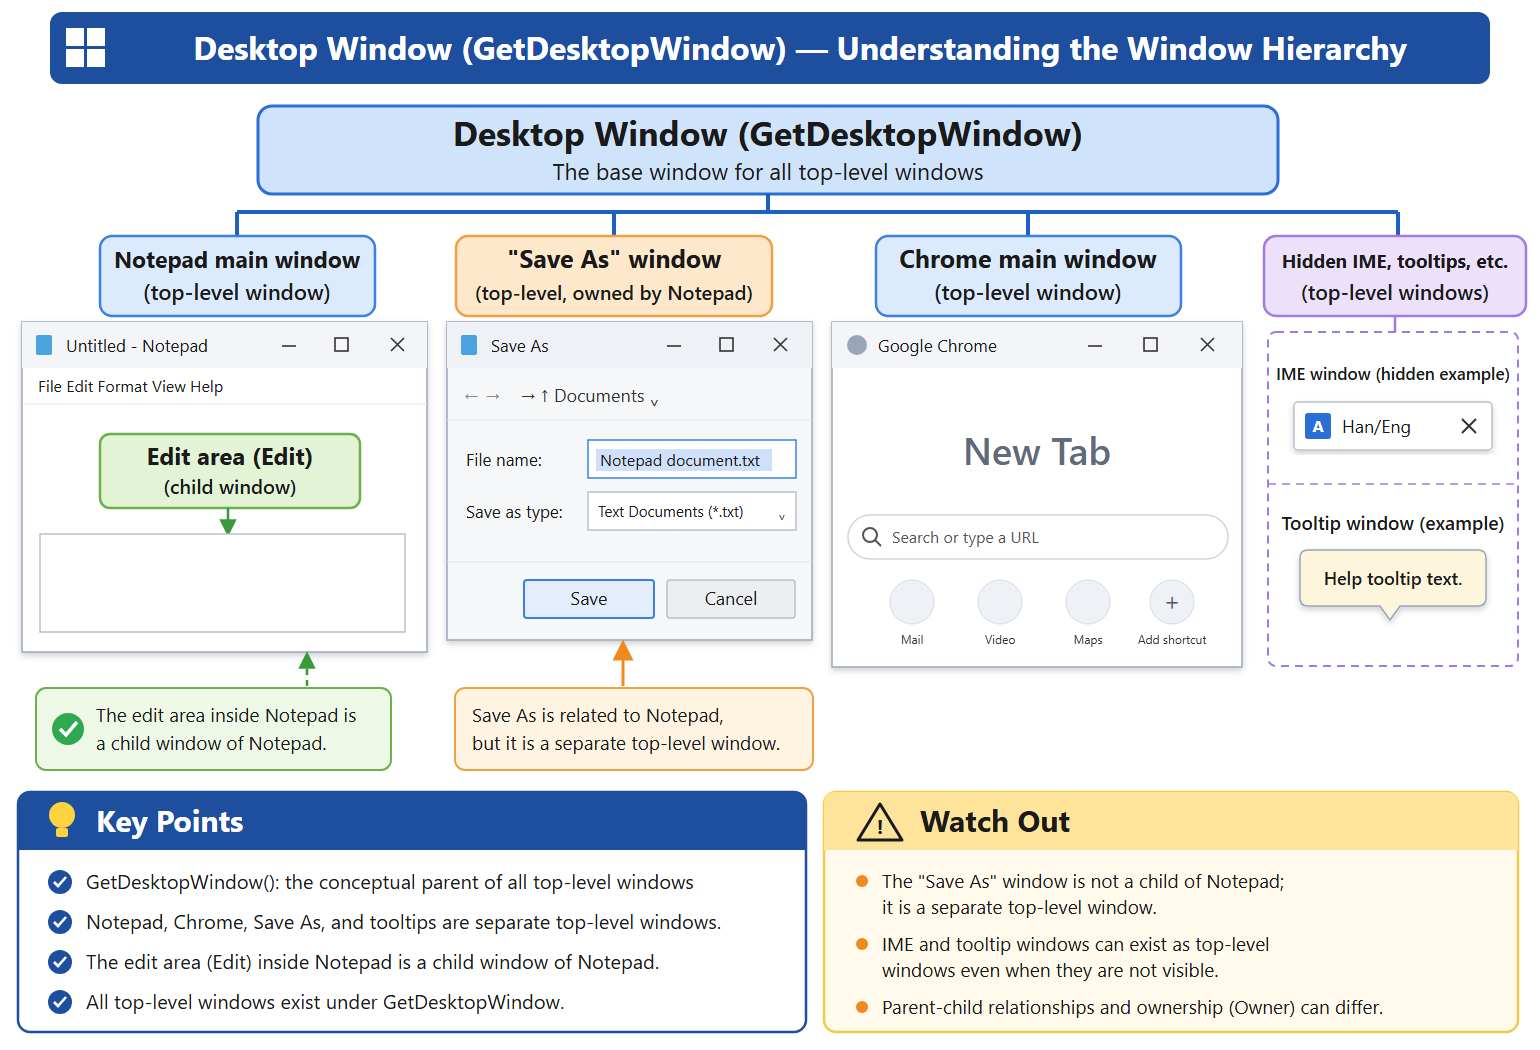 Desktop Window (GetDesktopWindow) — Understanding the Window Hierarchy
Desktop Window (GetDesktopWindow)
The base window for all top-level windows
Notepad main window
(top-level window)
"Save As" window
(top-level, owned by Notepad)
Chrome main window
(top-level window)
Hidden IME, tooltips, etc.
(top-level windows)
Untitled - Notepad
File Edit Format View Help
Edit area (Edit)
(child window)
Save As
← → → ↑ Documents
File name:
Notepad document.txt
Save as type:
Text Documents (*.txt)
Save
Cancel
Google Chrome
New Tab
Search or type a URL
Mail
Video
Maps
+
Add shortcut
IME window (hidden example)
A Han/Eng
Tooltip window (example)
Help tooltip text.
The edit area inside Notepad is
a child window of Notepad.
Save As is related to Notepad,
but it is a separate top-level window.
Key Points
GetDesktopWindow(): the conceptual parent of all top-level windows
Notepad, Chrome, Save As, and tooltips are separate top-level windows.
The edit area (Edit) inside Notepad is a child window of Notepad.
All top-level windows exist under GetDesktopWindow.
! Watch Out
The "Save As" window is not a child of Notepad;
it is a separate top-level window.
IME and tooltip windows can exist as top-level
windows even when they are not visible.
Parent-child relationships and ownership (Owner) can differ.